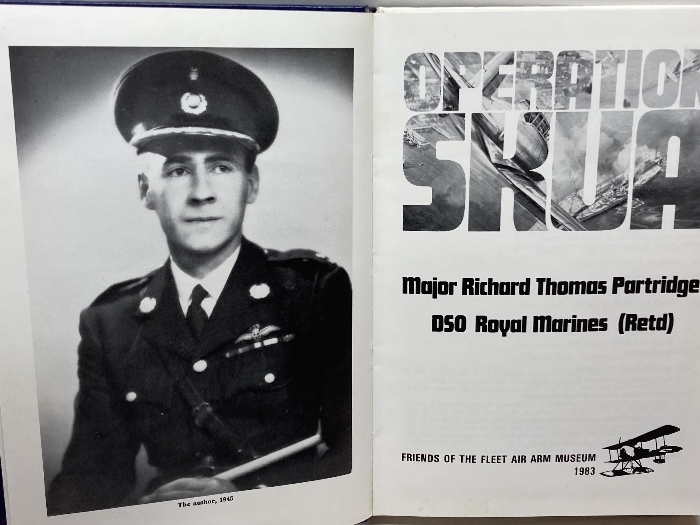 The author, 1945
OPERATION
SKUA
Major Richard Thomas Partridge
DSO Royal Marines (Retd)
FRIENDS OF THE FLEET AIR ARM MUSEUM
1983